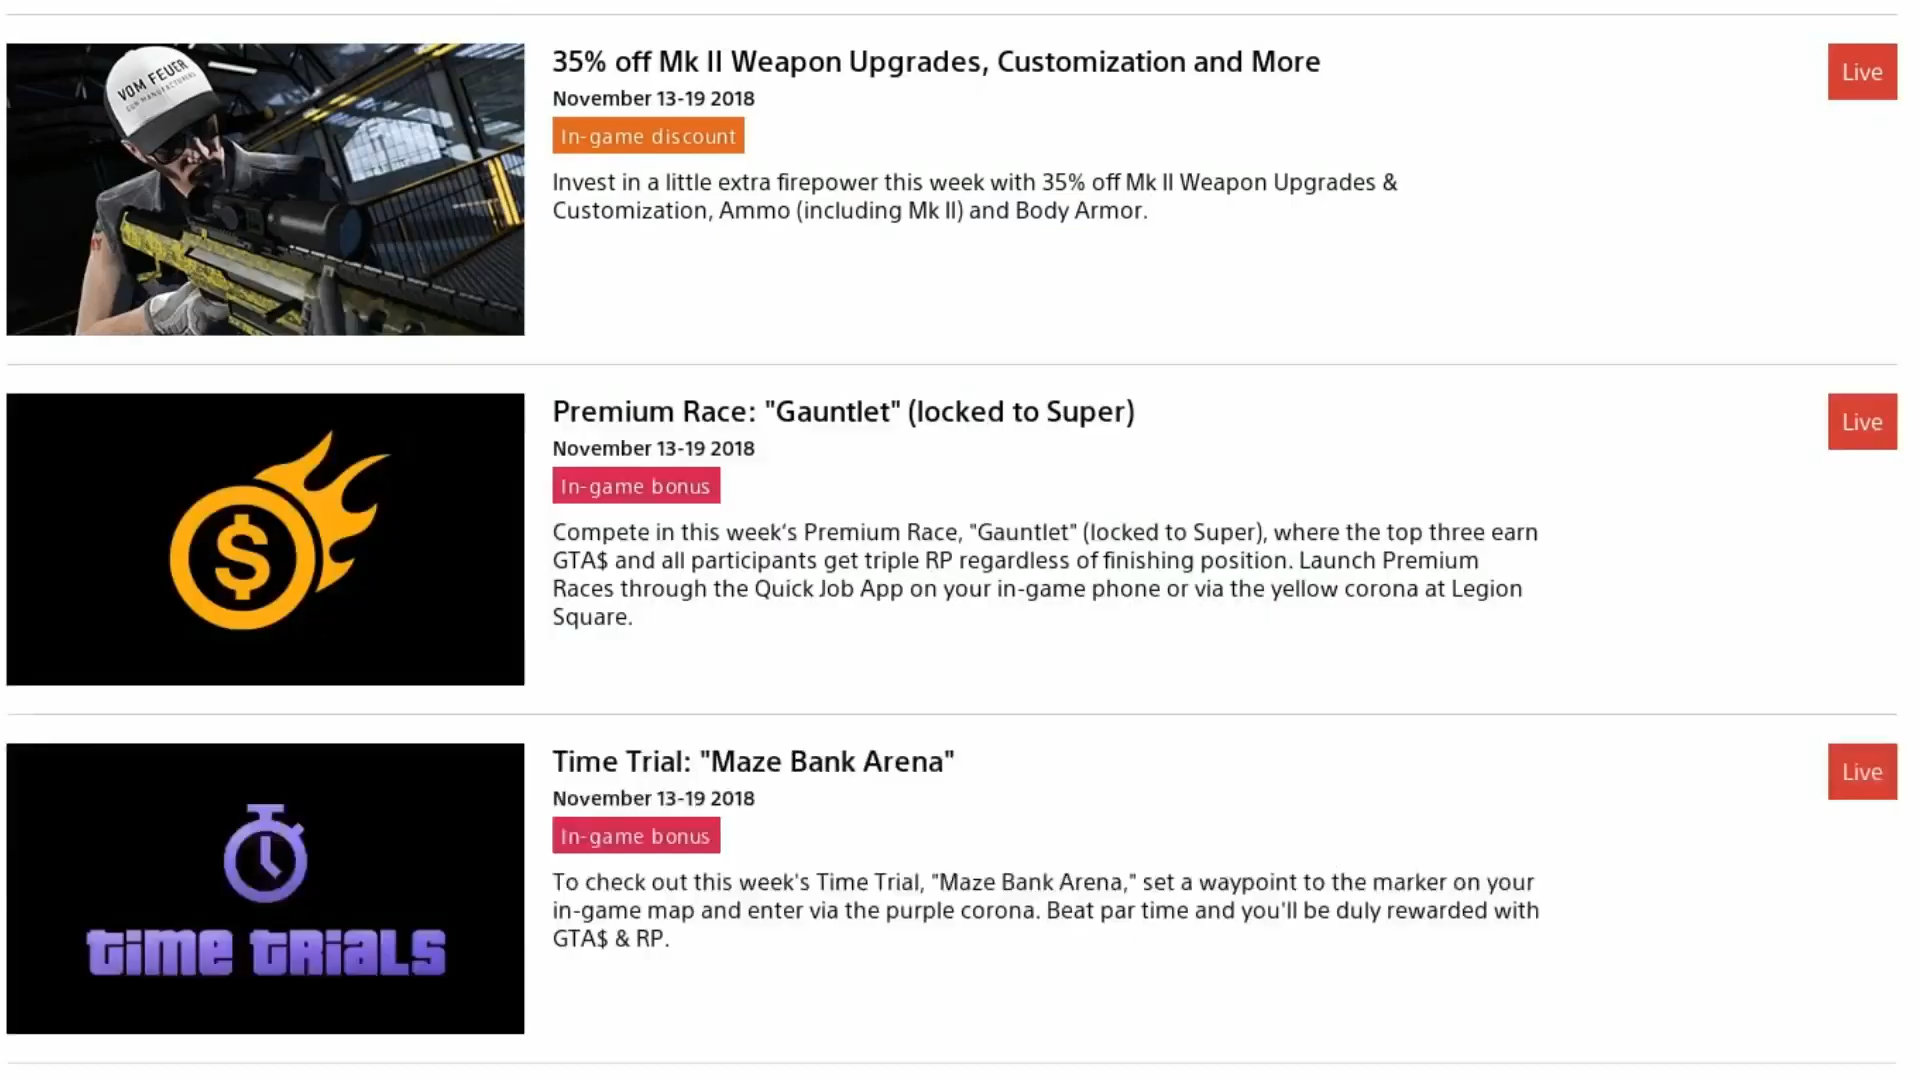 VOM FEUER
GUN MANUFACTURERS
35% off Mk II Weapon Upgrades, Customization and More
Live
November 13-19 2018
In-game discount
Invest in a little extra firepower this week with 35% off Mk II Weapon Upgrades &
Customization, Ammo (including Mk II) and Body Armor.
$
Premium Race: "Gauntlet" (locked to Super)
Live
November 13-19 2018
In-game bonus
Compete in this week's Premium Race, "Gauntlet" (locked to Super), where the top three earn
GTA$ and all participants get triple RP regardless of finishing position. Launch Premium
Races through the Quick Job App on your in-game phone or via the yellow corona at Legion
Square.
time trials
Time Trial: "Maze Bank Arena"
Live
November 13-19 2018
In-game bonus
To check out this week's Time Trial, "Maze Bank Arena," set a waypoint to the marker on your
in-game map and enter via the purple corona. Beat par time and you'll be duly rewarded with
GTA$ & RP.